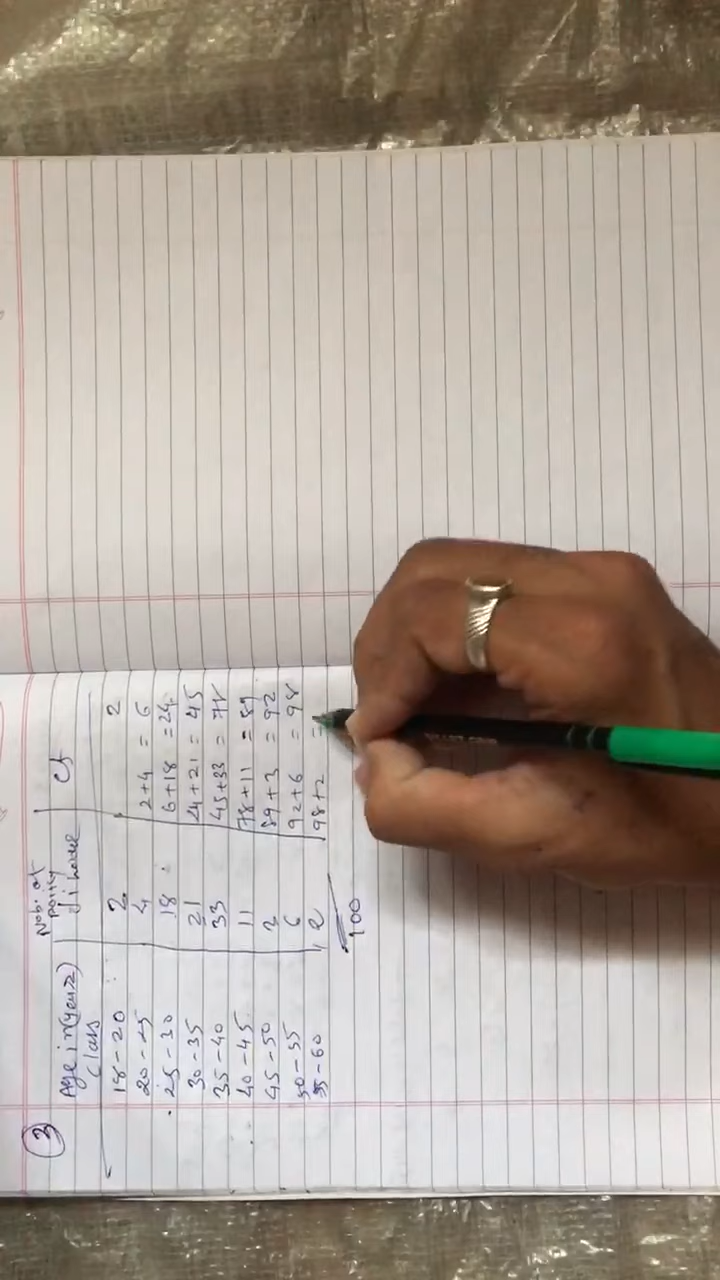 ③
Age in (years) class Nob. of policy fi cf
18-20 2 2
20-25 4 2+4 = 6
25-30 18 6+18 = 24
30-35 21 24+21 = 45
35-40 33 45+33 = 78
40-45 11 78+11 = 89
45-50 3 89+3 = 92
50-55 6 92+6 = 98
55-60 2 98+2 =
100